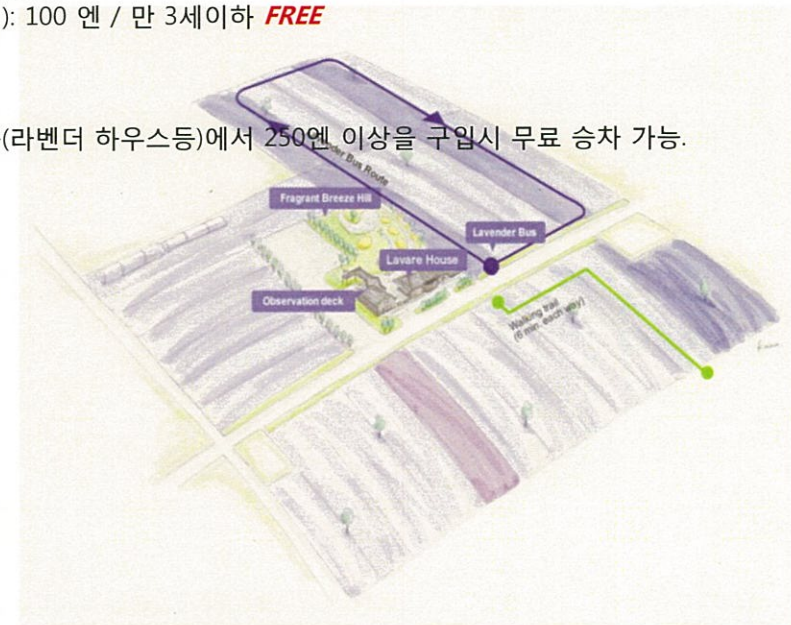 ): 100 엔 / 만 3세이하 FREE
(라벤더 하우스등)에서 250엔 이상을 구입시 무료 승차 가능.
Bus Route
Fragrant Breeze Hill
Lavender Bus
Lavare House
Observation deck
Walking trail
(6 min. each way)